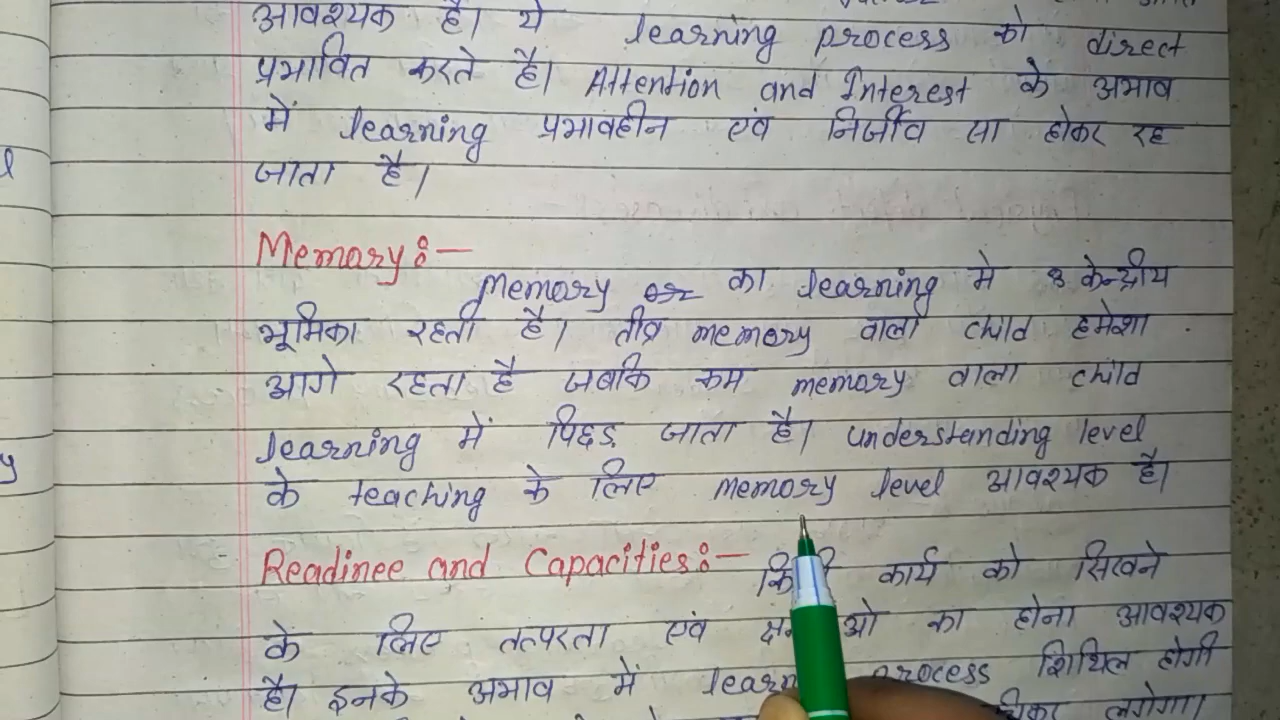 आवश्यक है। ये learning process को direct
प्रभावित करते है। Attention and Interest के अभाव
में learning प्रभावहीन एवं निर्जीव सा होकर रह
जाता है।
Memory:-
Memory का learning मे केन्द्रीय
भूमिका रहती है। तीव्र memory वाला child हमेशा
आगे रहता है जबकि कम memory वाला child
learning में पिछड़ जाता है। understanding level
के teaching के लिए memory level आवश्यक है।
Readinee and Capacities:- कार्य को सिखने
के लिए तत्परता एवं का होना आवश्यक
है। इनके अभाव में process शिथिल होगी
लगेगा।